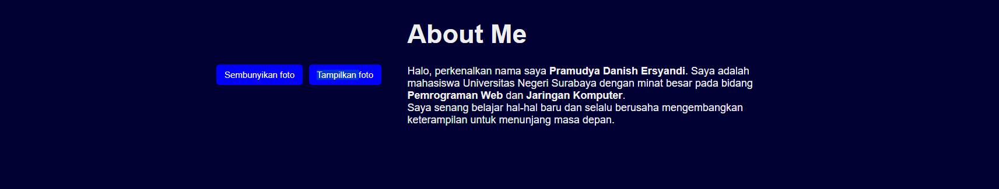 About Me
Sembunyikan foto
Tampilkan foto
Halo, perkenalkan nama saya Pramudya Danish Ersyandi. Saya adalah
mahasiswa Universitas Negeri Surabaya dengan minat besar pada bidang
Pemrograman Web dan Jaringan Komputer.
Saya senang belajar hal-hal baru dan selalu berusaha mengembangkan
keterampilan untuk menunjang masa depan.